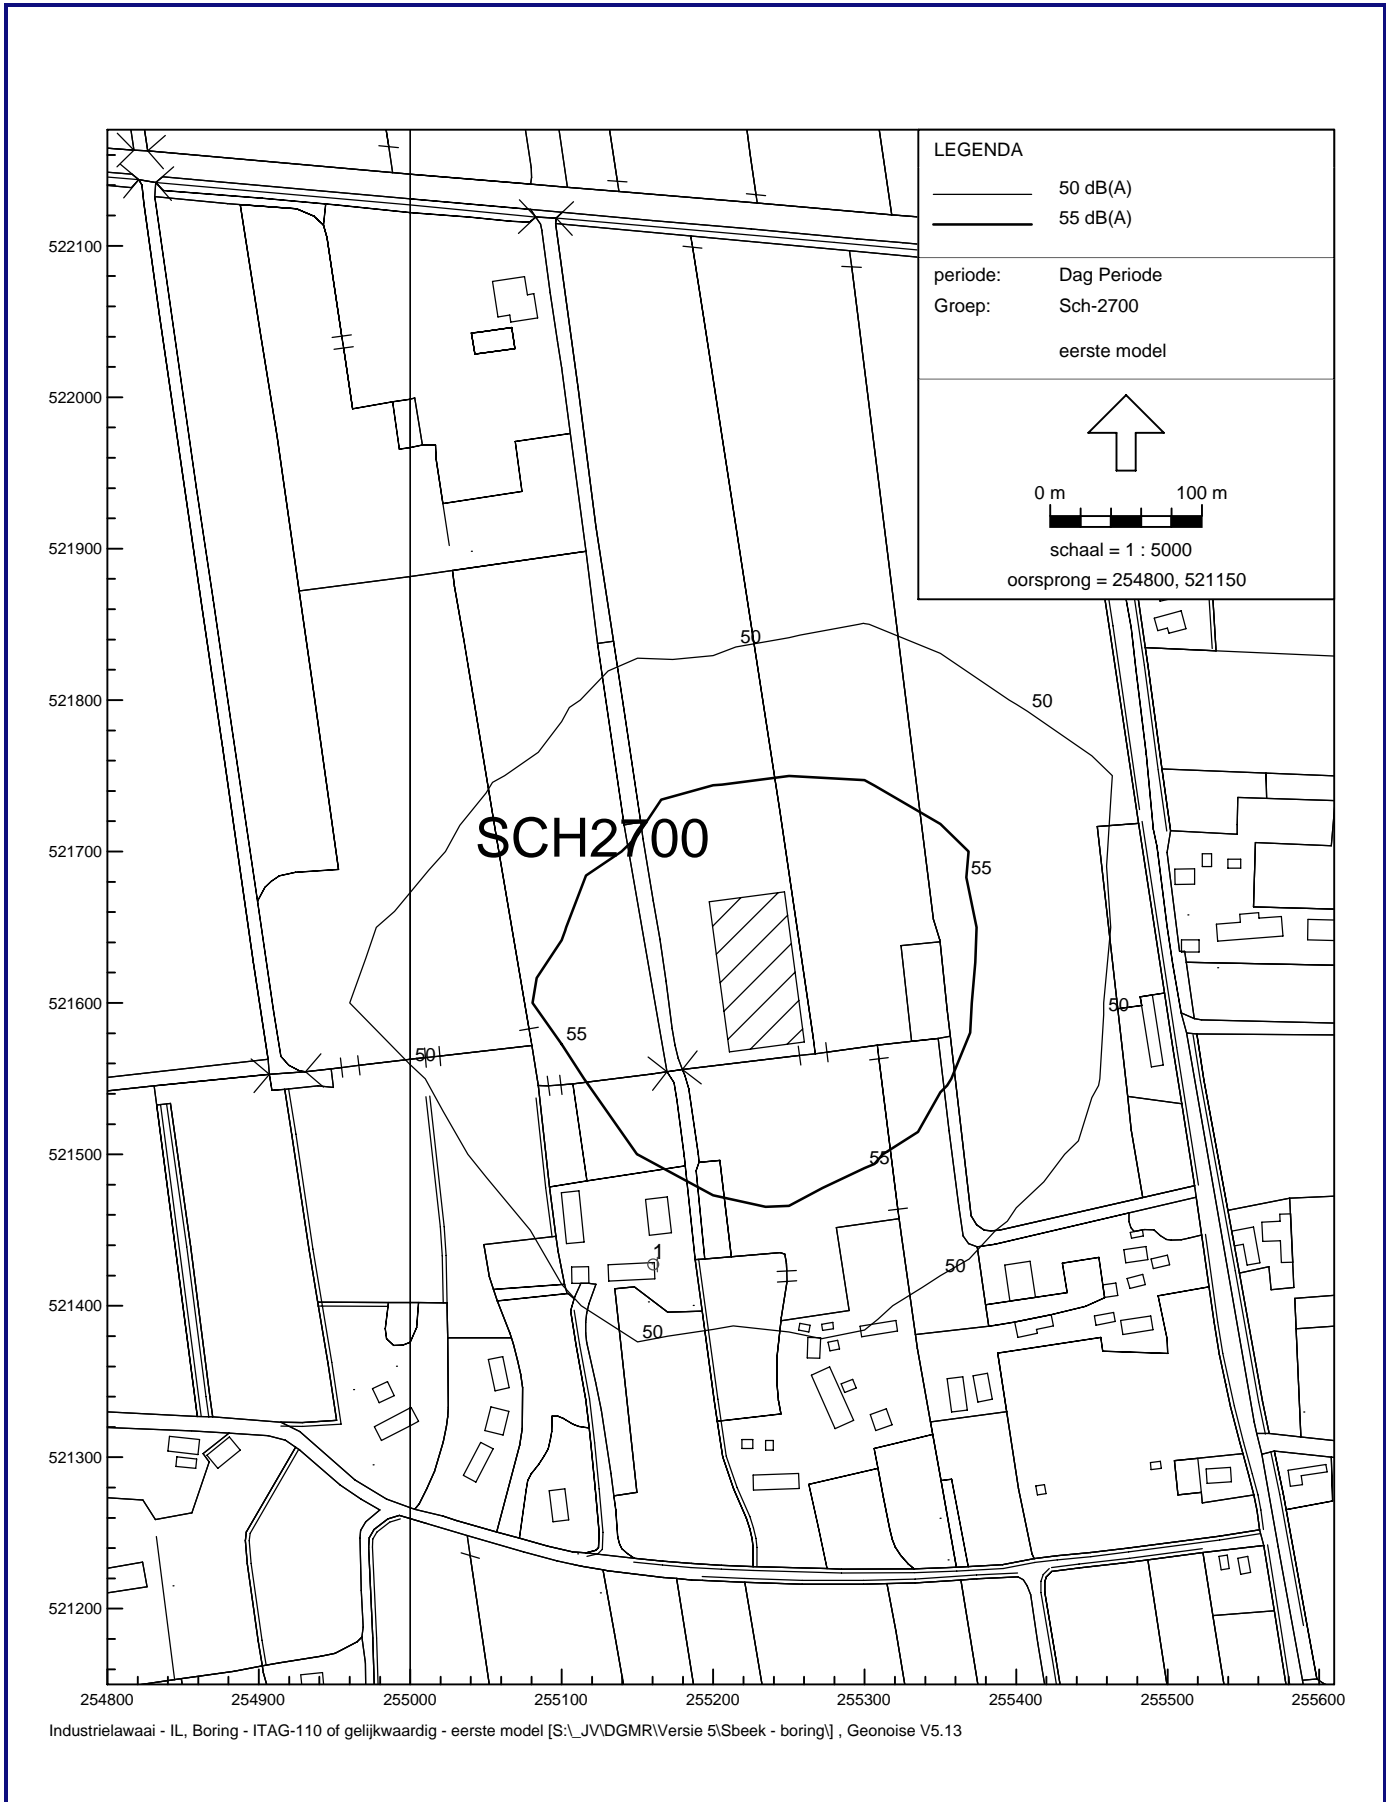 LEGENDA
50 dB(A)
55 dB(A)
periode: Dag Periode
Groep: Sch-2700
eerste model
0 m 100 m
schaal = 1 : 5000
oorsprong = 254800, 521150
522100
522000
521900
521800
521700
521600
521500
521400
521300
521200
50
50
SCH2700
55
50
55
50
55
1
50
50
254800 254900 255000 255100 255200 255300 255400 255500 255600
Industrielawaai - IL, Boring - ITAG-110 of gelijkwaardig - eerste model [S:\_JV\DGMR\Versie 5\Sbeek - boring\] , Geonoise V5.13